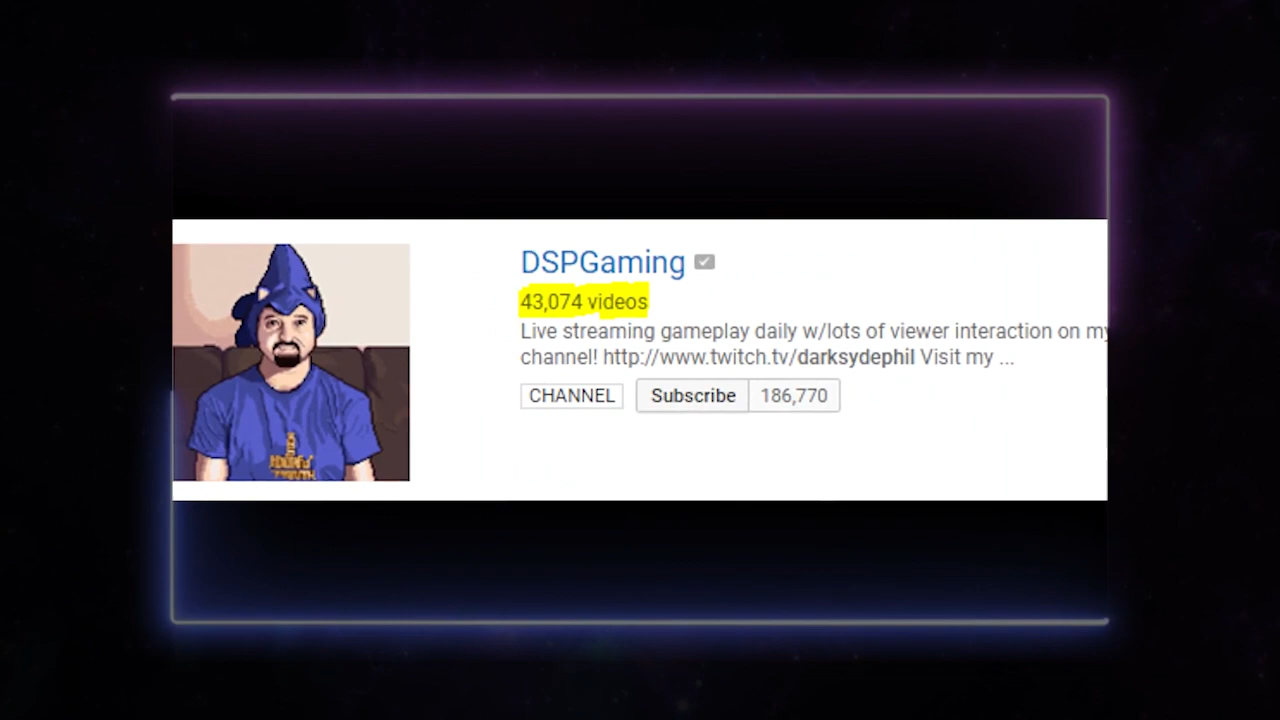 DSPGaming
43,074 videos
Live streaming gameplay daily w/lots of viewer interaction on my
channel! http://www.twitch.tv/darksydephil Visit my ...
CHANNEL Subscribe 186,770